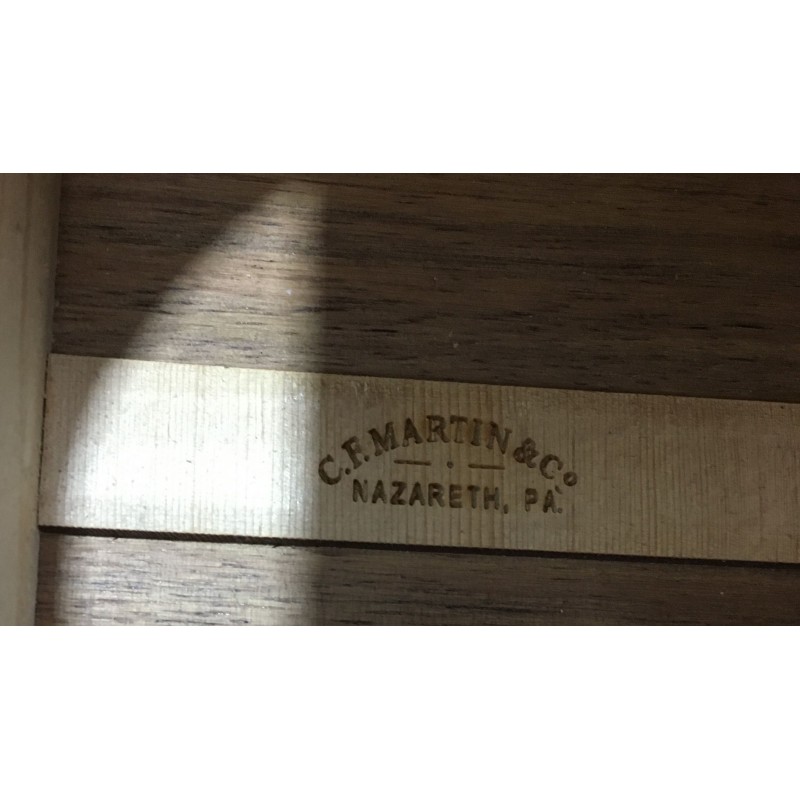 C.F. MARTIN & Co.
NAZARETH, PA.